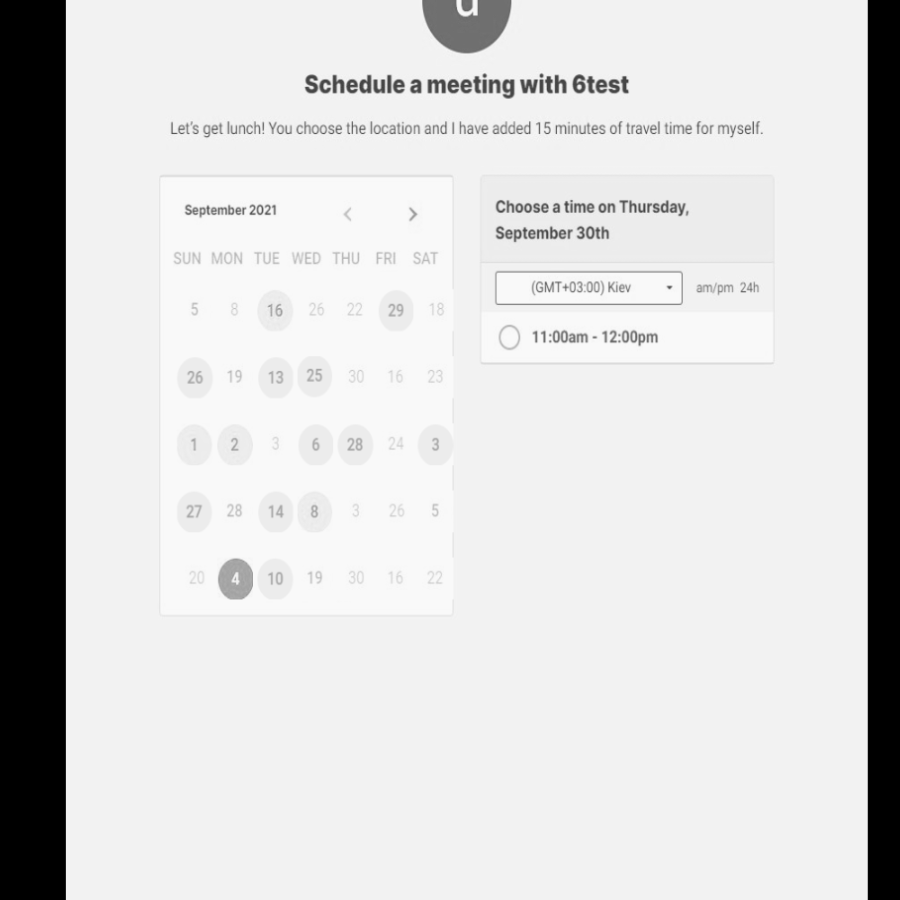 Schedule a meeting with 6test
Let's get lunch! You choose the location and I have added 15 minutes of travel time for myself.
September 2021
SUN MON TUE WED THU FRI SAT
5 8 16 26 22 29 18
26 19 13 25 30 16 23
1 2 3 6 28 24 3
27 28 14 8 3 26 5
20 4 10 19 30 16 22
Choose a time on Thursday,
September 30th
(GMT+03:00) Kiev am/pm 24h
11:00am - 12:00pm